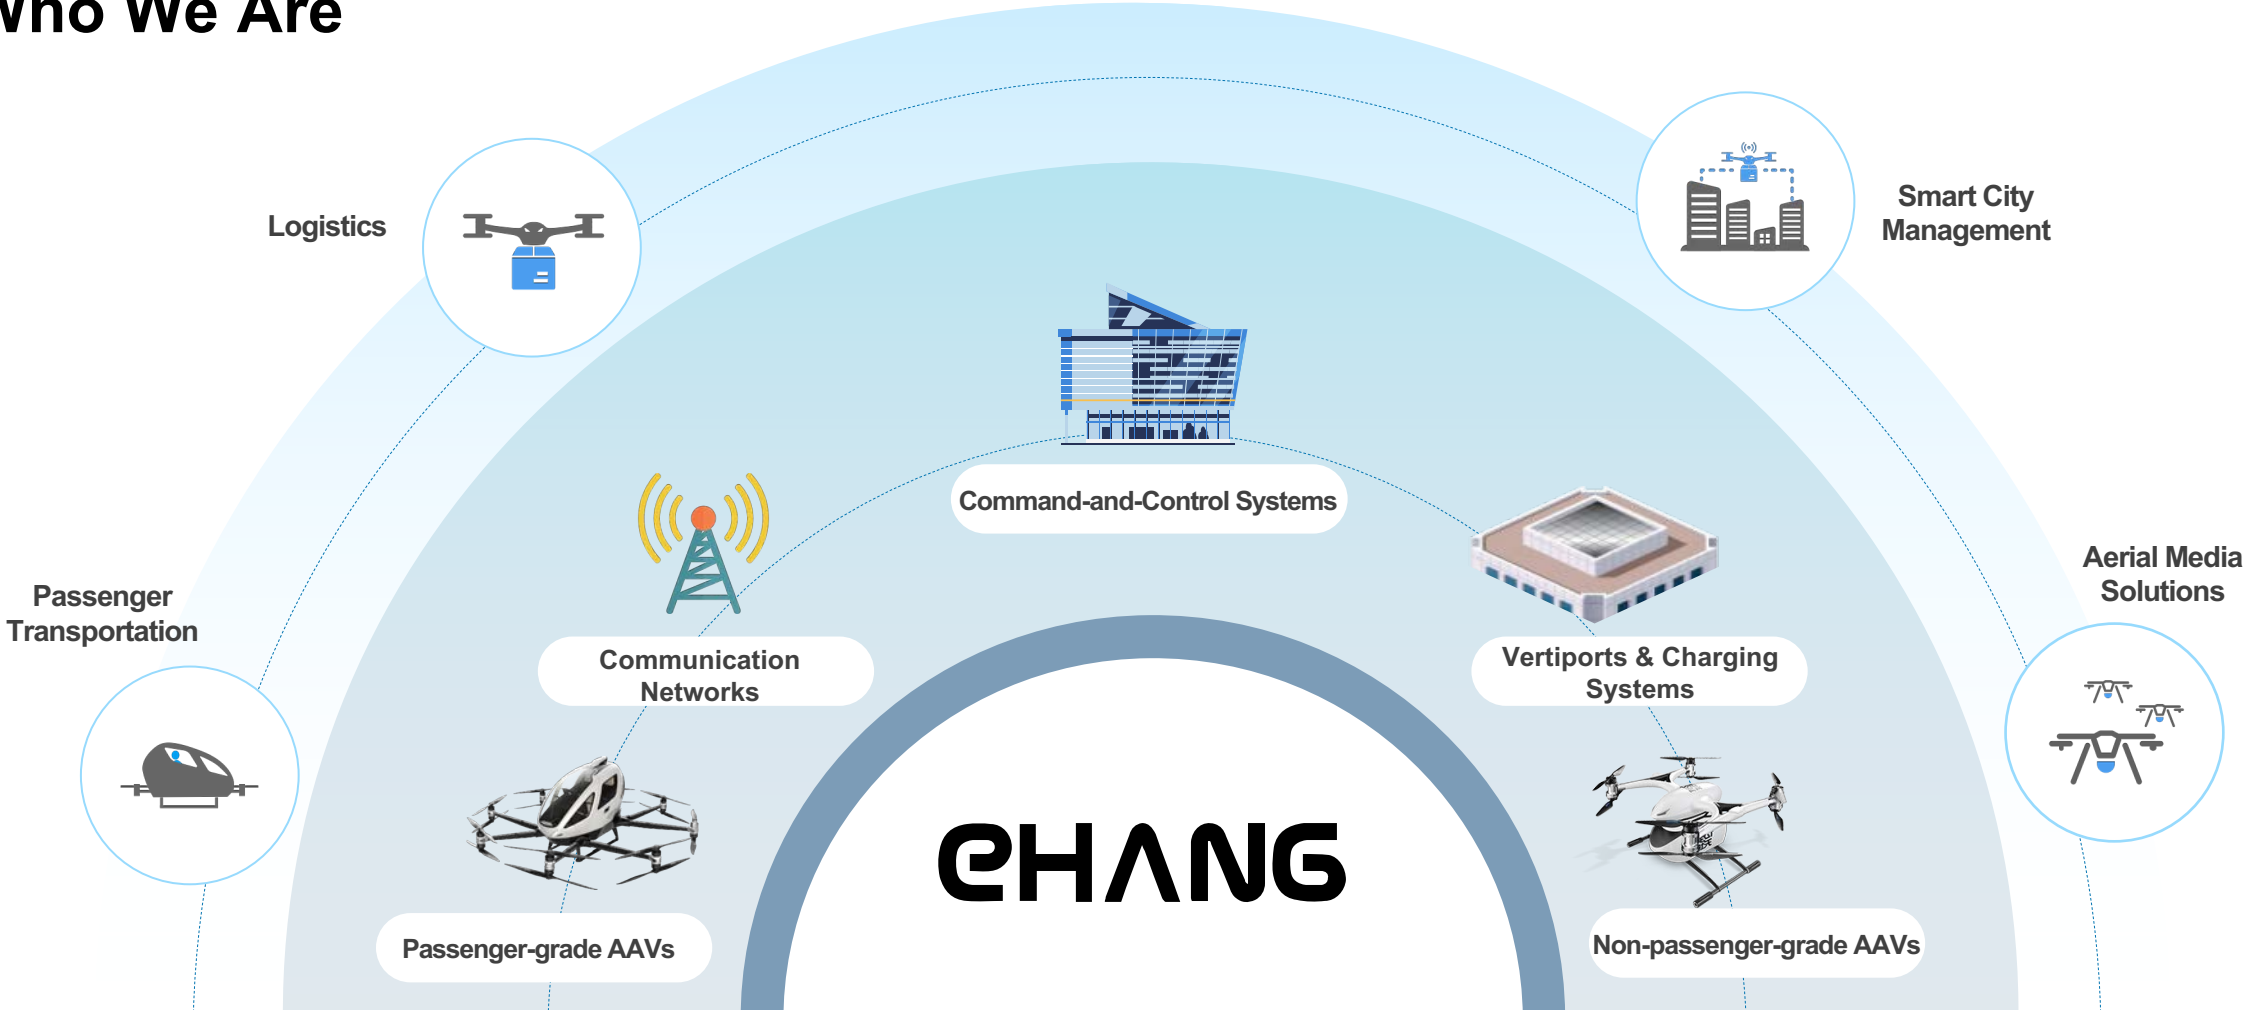 Who We Are
Logistics
Smart City
Management
Command-and-Control Systems
Aerial Media
Solutions
Passenger
Transportation
Communication
Networks
Vertiports & Charging
Systems
EHANG
Passenger-grade AAVs
Non-passenger-grade AAVs